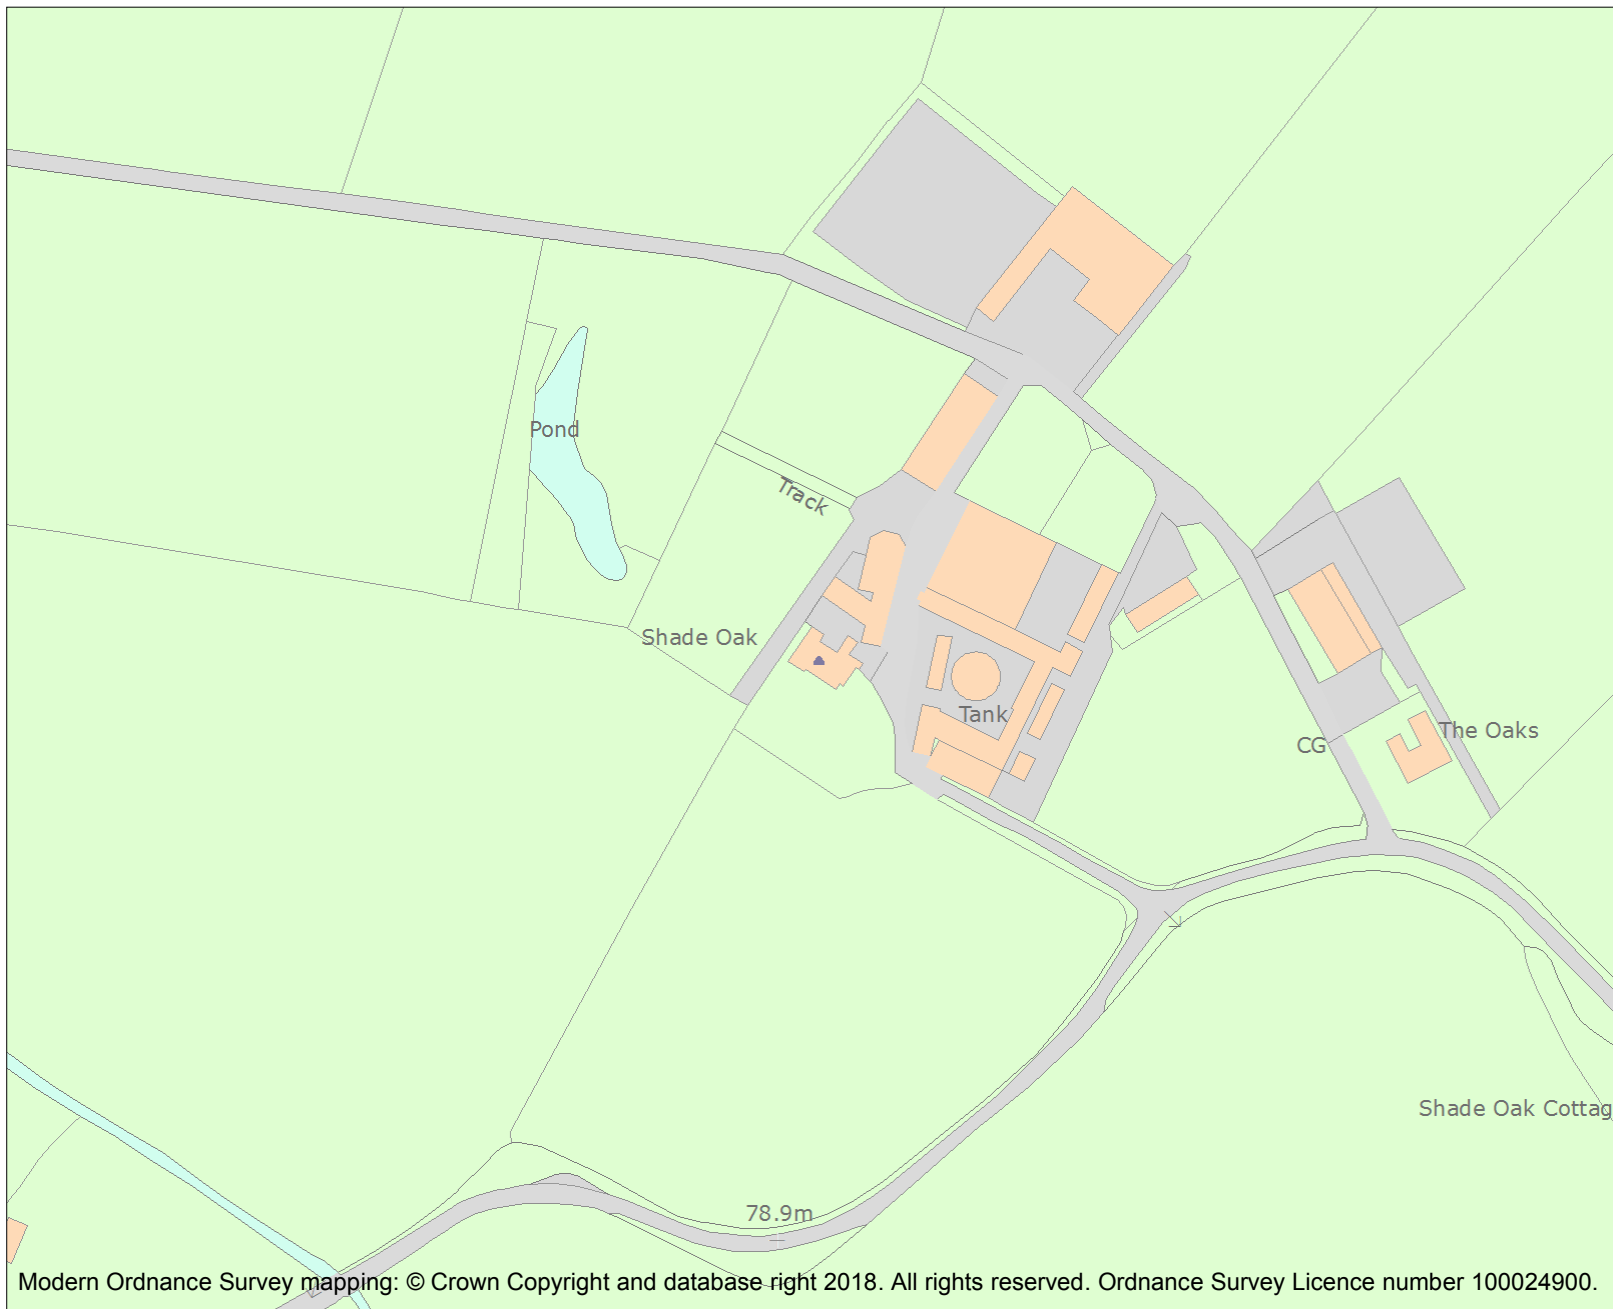 Pond
Track
Shade Oak
Tank
The Oaks
CG
Shade Oak Cottag
78.9m
Modern Ordnance Survey mapping: © Crown Copyright and database right 2018. All rights reserved. Ordnance Survey Licence number 100024900.